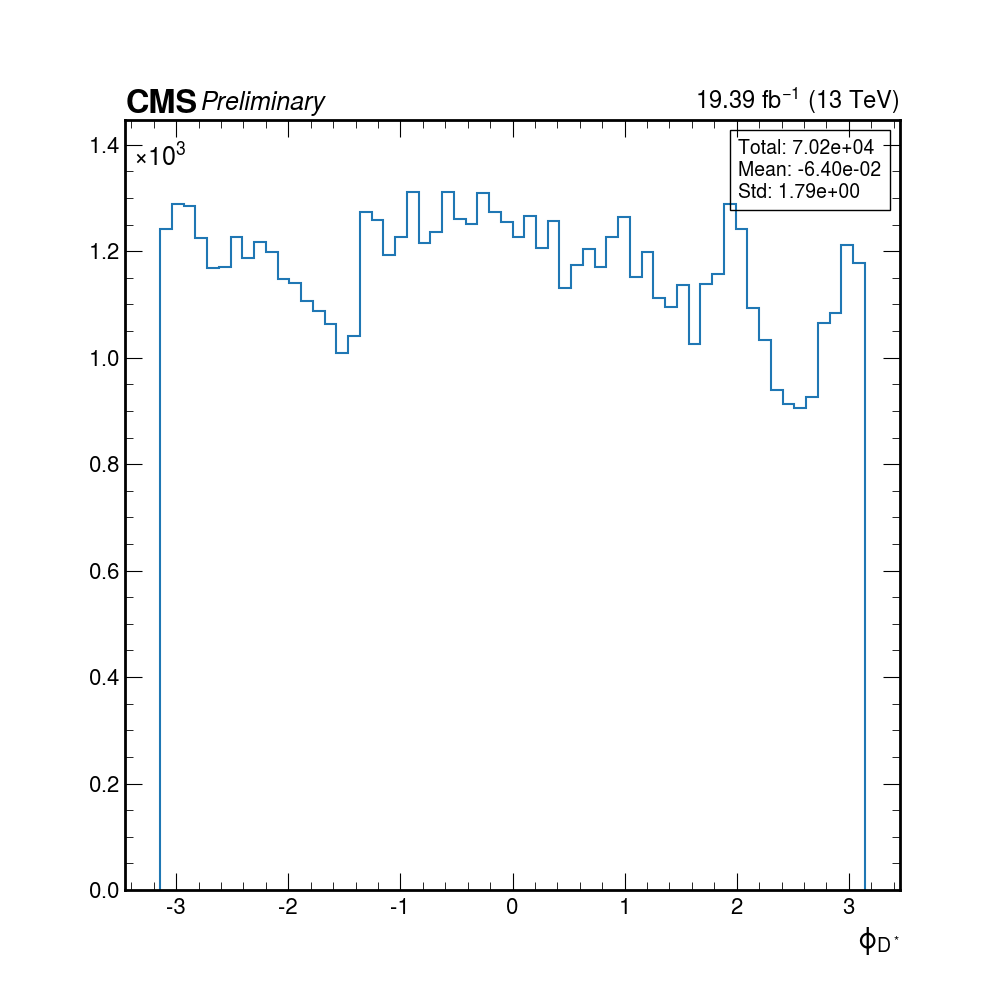 CMS Preliminary
19.39 fb⁻¹ (13 TeV)
×10³
Total: 7.02e+04
Mean: -6.40e-02
Std: 1.79e+00
1.4
1.2
1.0
0.8
0.6
0.4
0.2
0.0
-3 -2 -1 0 1 2 3
ϕ_D*